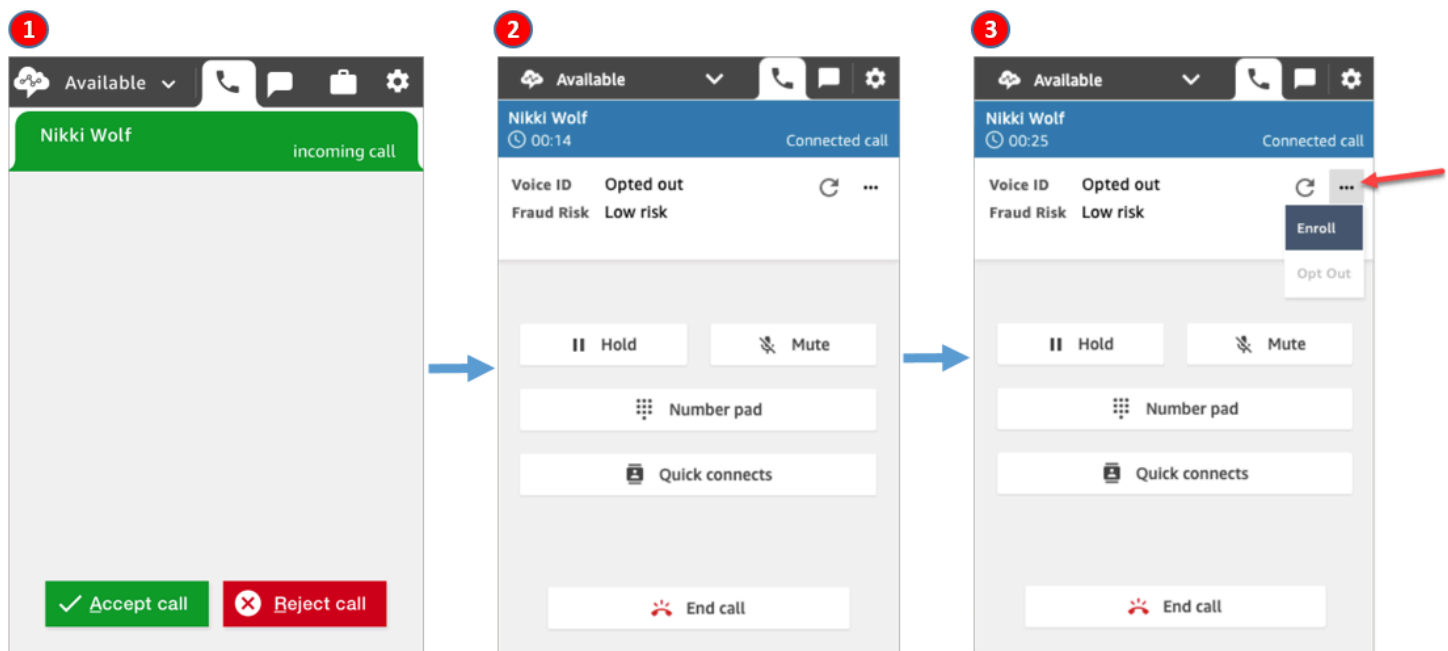 1
Available
Nikki Wolf
incoming call
Accept call
Reject call
2
Available
Nikki Wolf
00:14
Connected call
Voice ID Opted out
Fraud Risk Low risk
Hold
Mute
Number pad
Quick connects
End call
3
Available
Nikki Wolf
00:25
Connected call
Voice ID Opted out
Fraud Risk Low risk
Enroll
Opt Out
Hold
Mute
Number pad
Quick connects
End call